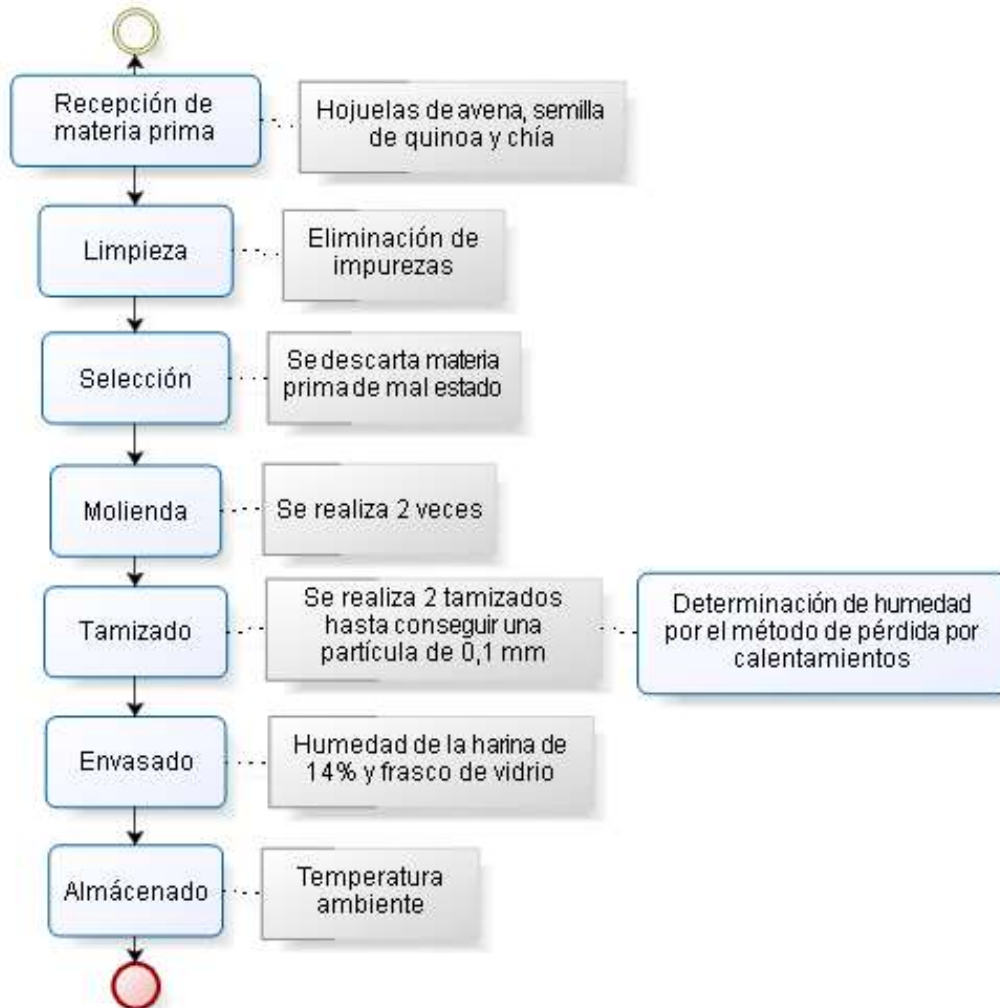 Recepción de
materia prima
Hojuelas de avena, semilla
de quinoa y chía
Limpieza
Eliminación de
impurezas
Selección
Se descarta materia
prima de mal estado
Molienda
Se realiza 2 veces
Tamizado
Se realiza 2 tamizados
hasta conseguir una
partícula de 0,1 mm
Determinación de humedad
por el método de pérdida por
calentamientos
Envasado
Humedad de la harina de
14% y frasco de vidrio
Almácenado
Temperatura
ambiente